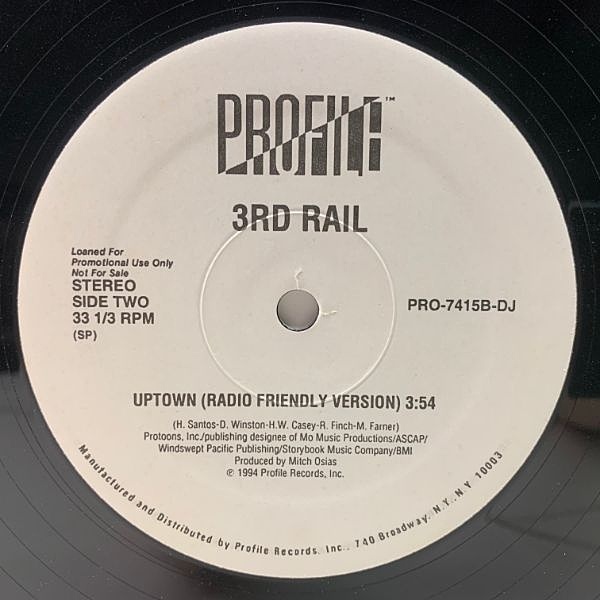 PROFILE™
3RD RAIL
Loaned For
Promotional Use Only
Not For Sale
STEREO
SIDE TWO
33 1/3 RPM
(SP)
PRO-7415B-DJ
UPTOWN (RADIO FRIENDLY VERSION) 3:54
(H. Santos-D. Winston-H.W. Casey-R. Finch-M. Farner)
Protoons, Inc./publishing designee of Mo Music Productions/ASCAP/
Windswept Pacific Publishing/Storybook Music Company/BMI
Produced by Mitch Osias
℗ 1994 Profile Records, Inc.
Manufactured and Distributed by Profile Records, Inc., 740 Broadway, N.Y., N.Y. 10003